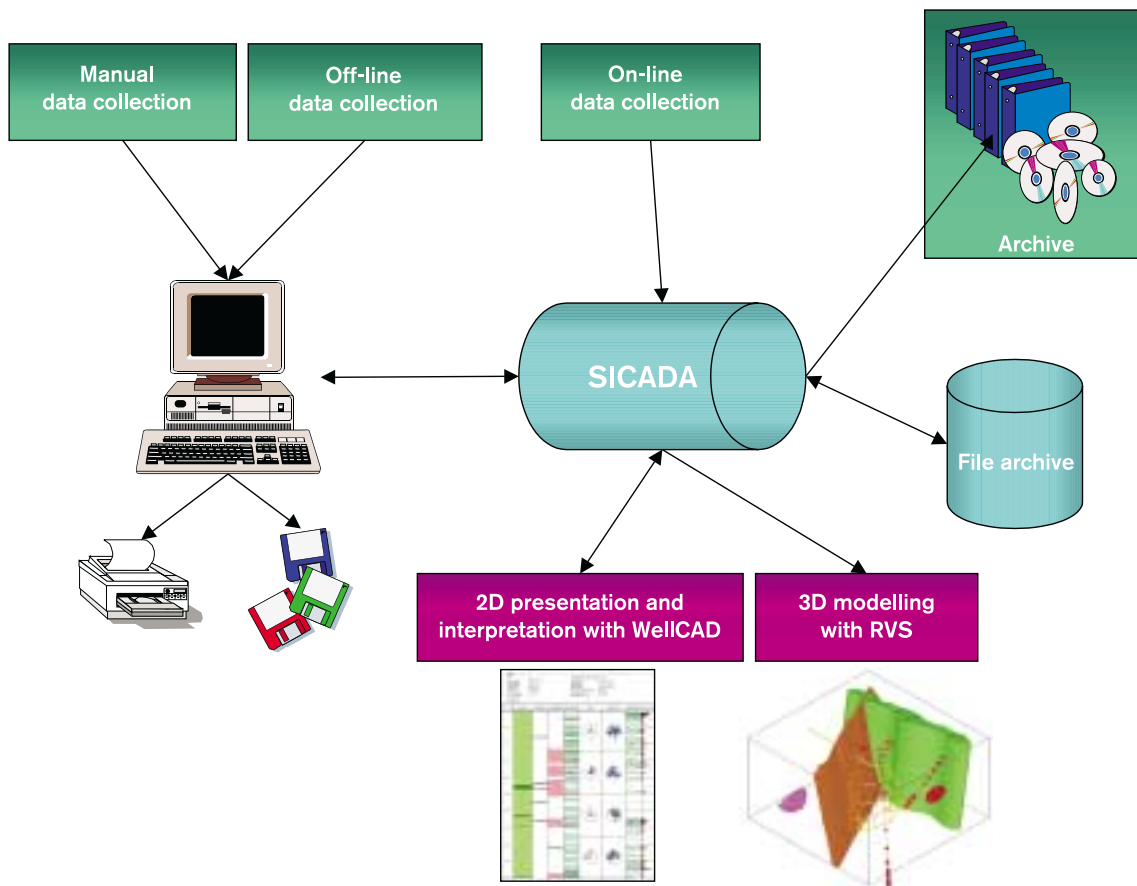 Manual
data collection
Off-line
data collection
On-line
data collection
Archive
SICADA
File archive
2D presentation and
interpretation with WellCAD
3D modelling
with RVS